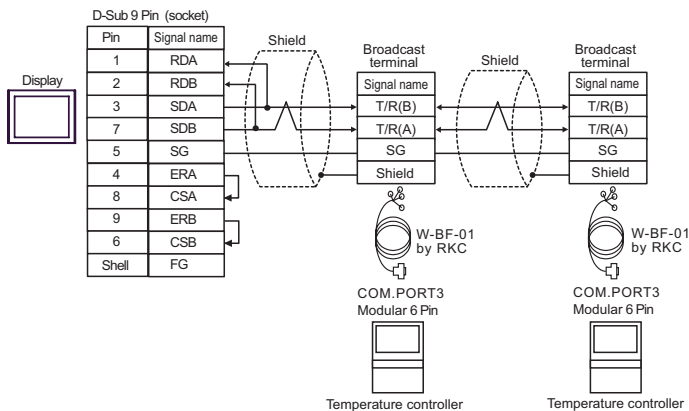 D-Sub 9 Pin (socket)
Pin Signal name
1 RDA
2 RDB
3 SDA
7 SDB
5 SG
4 ERA
8 CSA
9 ERB
6 CSB
Shell FG
Display
Shield
Broadcast
terminal
Signal name
T/R(B)
T/R(A)
SG
Shield
W-BF-01
by RKC
COM.PORT3
Modular 6 Pin
Temperature controller
Shield
Broadcast
terminal
Signal name
T/R(B)
T/R(A)
SG
Shield
W-BF-01
by RKC
COM.PORT3
Modular 6 Pin
Temperature controller